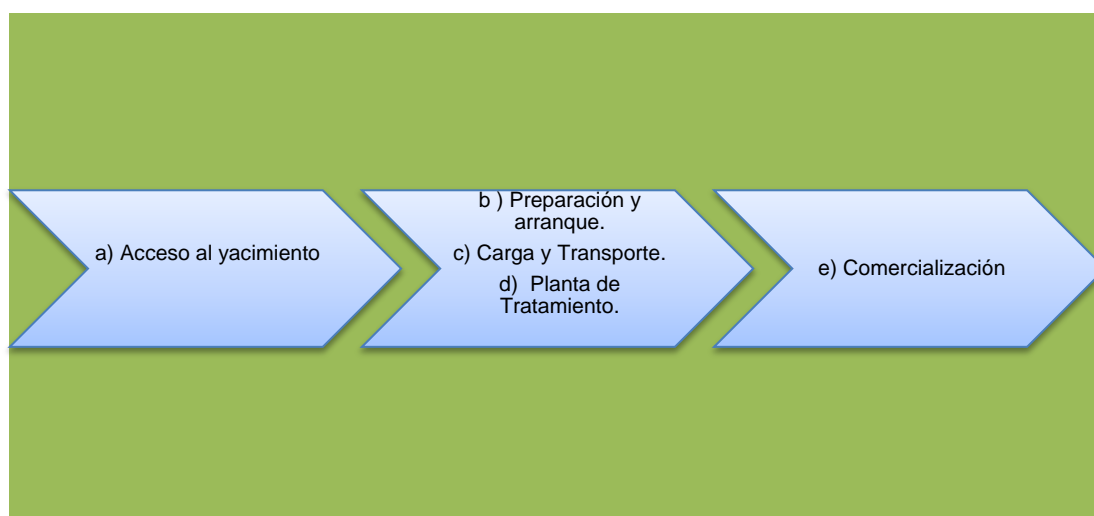 a) Acceso al yacimiento
b ) Preparación y
arranque.
c) Carga y Transporte.
d) Planta de
Tratamiento.
e) Comercialización